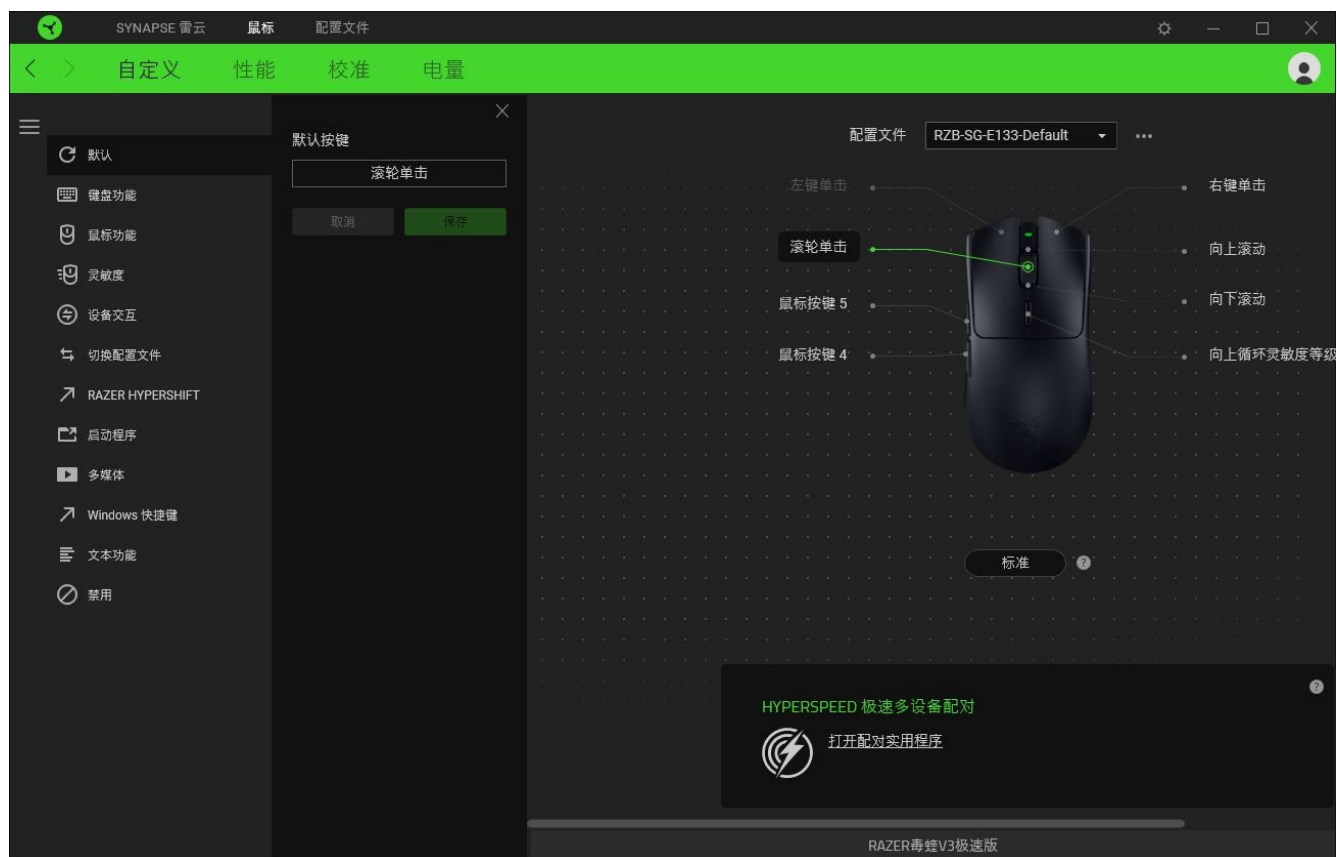 SYNAPSE 雷云 鼠标 配置文件
自定义 性能 校准 电量
默认
键盘功能
鼠标功能
灵敏度
设备交互
切换配置文件
RAZER HYPERSHIFT
启动程序
多媒体
Windows 快捷键
文本功能
禁用
默认按键
滚轮单击
取消 保存
配置文件 RZB-SG-E133-Default
左键单击 右键单击
滚轮单击 向上滚动
鼠标按键 5 向下滚动
鼠标按键 4 向上循环灵敏度等级
标准 ?
HYPERSPEED 极速多设备配对 ?
打开配对实用程序
RAZER毒蝰V3极速版